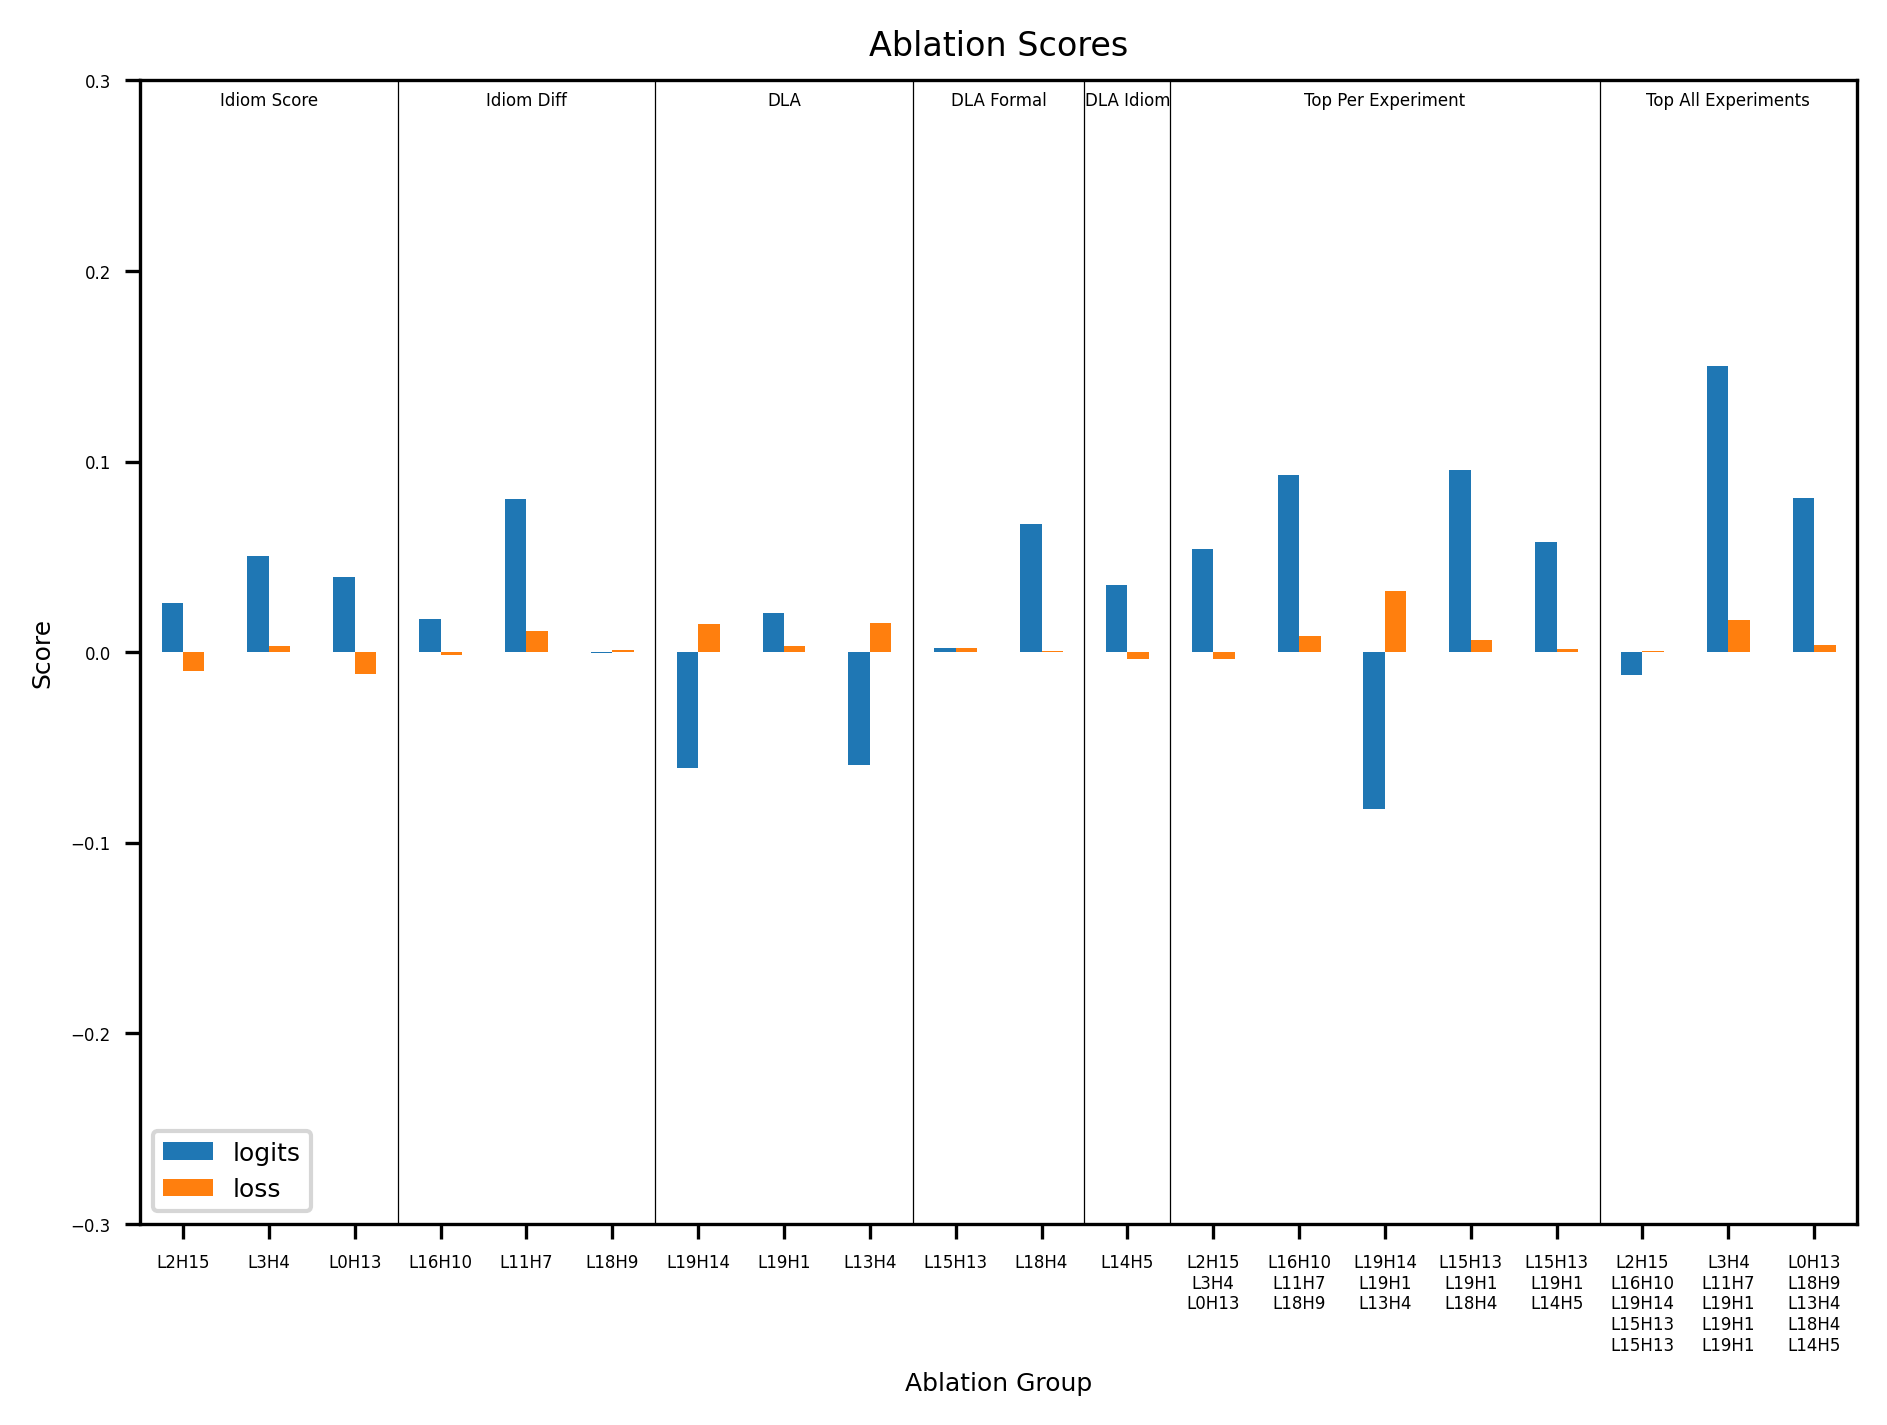 Ablation Scores
Idiom Score
Idiom Diff
DLA
DLA Formal
DLA Idiom
Top Per Experiment
Top All Experiments
0.3
0.2
0.1
0.0
−0.1
−0.2
−0.3
Score
logits
loss
L2H15
L3H4
L0H13
L16H10
L11H7
L18H9
L19H14
L19H1
L13H4
L15H13
L18H4
L14H5
L2H15
L3H4
L0H13
L16H10
L11H7
L18H9
L19H14
L19H1
L13H4
L15H13
L19H1
L18H4
L15H13
L19H1
L14H5
L2H15
L16H10
L19H14
L15H13
L15H13
L3H4
L11H7
L19H1
L19H1
L19H1
L0H13
L18H9
L13H4
L18H4
L14H5
Ablation Group